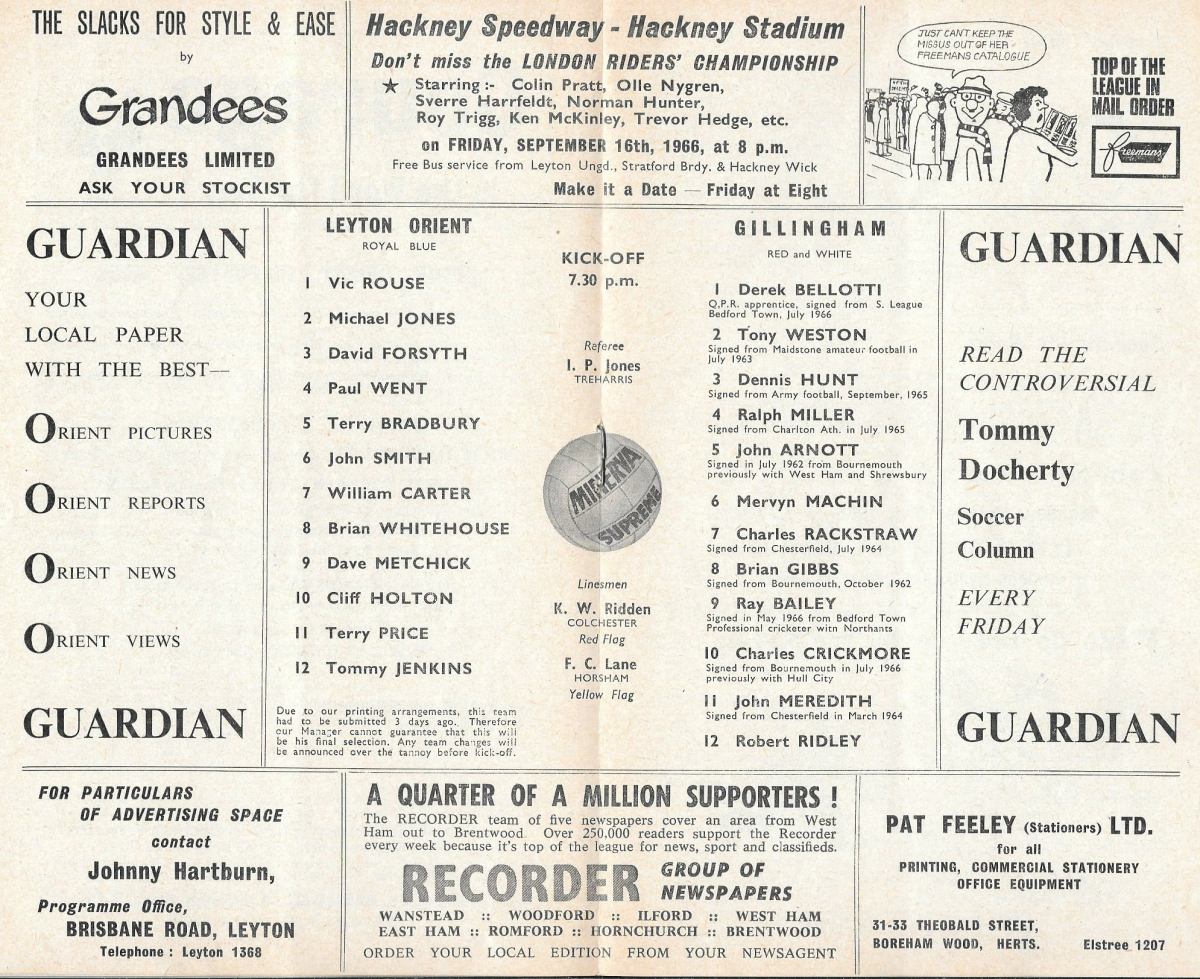 THE SLACKS FOR STYLE & EASE
by
Grandees
GRANDEES LIMITED
ASK YOUR STOCKIST
Hackney Speedway - Hackney Stadium
Don't miss the LONDON RIDERS' CHAMPIONSHIP
★ Starring :- Colin Pratt, Olle Nygren,
Sverre Harrfeldt, Norman Hunter,
Roy Trigg, Ken McKinley, Trevor Hedge, etc.
on FRIDAY, SEPTEMBER 16th, 1966, at 8 p.m.
Free Bus service from Leyton Ungd., Stratford Brdy. & Hackney Wick
Make it a Date — Friday at Eight
JUST CAN'T KEEP THE
MISSUS OUT OF HER
FREEMANS CATALOGUE
TOP OF THE
LEAGUE IN
MAIL ORDER
freemans
GUARDIAN
YOUR
LOCAL PAPER
WITH THE BEST—
ORIENT PICTURES
ORIENT REPORTS
ORIENT NEWS
ORIENT VIEWS
GUARDIAN
LEYTON ORIENT
ROYAL BLUE
1 Vic ROUSE
2 Michael JONES
3 David FORSYTH
4 Paul WENT
5 Terry BRADBURY
6 John SMITH
7 William CARTER
8 Brian WHITEHOUSE
9 Dave METCHICK
10 Cliff HOLTON
11 Terry PRICE
12 Tommy JENKINS
Due to our printing arrangements, this team
had to be submitted 3 days ago. Therefore
our Manager cannot guarantee that this will
be his final selection. Any team changes will
be announced over the tannoy before kick-off.
KICK-OFF
7.30 p.m.
Referee
I. P. Jones
TREHARRIS
MINERVA
SUPREME
Linesmen
K. W. Ridden
COLCHESTER
Red Flag
F. C. Lane
HORSHAM
Yellow Flag
GILLINGHAM
RED and WHITE
1 Derek BELLOTTI
Q.P.R. apprentice, signed from S. League
Bedford Town, July 1966
2 Tony WESTON
Signed from Maidstone amateur football in
July 1963
3 Dennis HUNT
Signed from Army football, September, 1965
4 Ralph MILLER
Signed from Charlton Ath. in July 1965
5 John ARNOTT
Signed in July 1962 from Bournemouth
previously with West Ham and Shrewsbury
6 Mervyn MACHIN
7 Charles RACKSTRAW
Signed from Chesterfield, July 1964
8 Brian GIBBS
Signed from Bournemouth, October 1962
9 Ray BAILEY
Signed in May 1966 from Bedford Town
Professional cricketer with Northants
10 Charles CRICKMORE
Signed from Bournemouth in July 1966
previously with Hull City
11 John MEREDITH
Signed from Chesterfield in March 1964
12 Robert RIDLEY
GUARDIAN
READ THE
CONTROVERSIAL
Tommy
Docherty
Soccer
Column
EVERY
FRIDAY
GUARDIAN
FOR PARTICULARS
OF ADVERTISING SPACE
contact
Johnny Hartburn,
Programme Office,
BRISBANE ROAD, LEYTON
Telephone : Leyton 1368
A QUARTER OF A MILLION SUPPORTERS !
The RECORDER team of five newspapers cover an area from West
Ham out to Brentwood. Over 250,000 readers support the Recorder
every week because it's top of the league for news, sport and classifieds.
RECORDER GROUP OF
NEWSPAPERS
WANSTEAD :: WOODFORD :: ILFORD :: WEST HAM
EAST HAM :: ROMFORD :: HORNCHURCH :: BRENTWOOD
ORDER YOUR LOCAL EDITION FROM YOUR NEWSAGENT
PAT FEELEY (Stationers) LTD.
for all
PRINTING, COMMERCIAL STATIONERY
OFFICE EQUIPMENT
31-33 THEOBALD STREET,
BOREHAM WOOD, HERTS. Elstree 1207